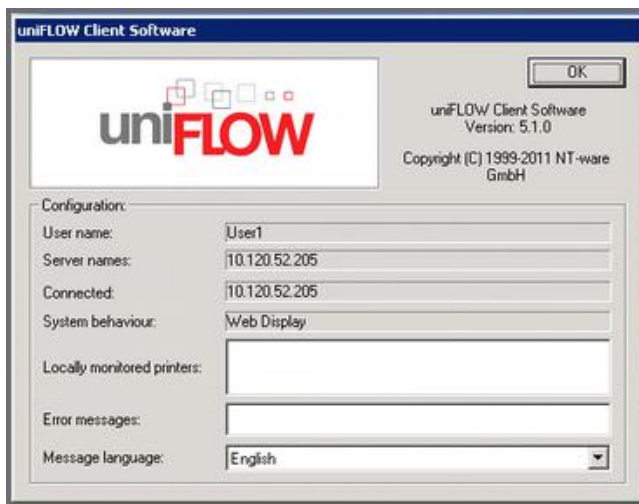 uniFLOW Client Software
OK
uniFLOW
uniFLOW Client Software
Version: 5.1.0
Copyright (C) 1999-2011 NT-ware
GmbH
Configuration:
User name: User1
Server names: 10.120.52.205
Connected: 10.120.52.205
System behaviour: Web Display
Locally monitored printers:
Error messages:
Message language: English